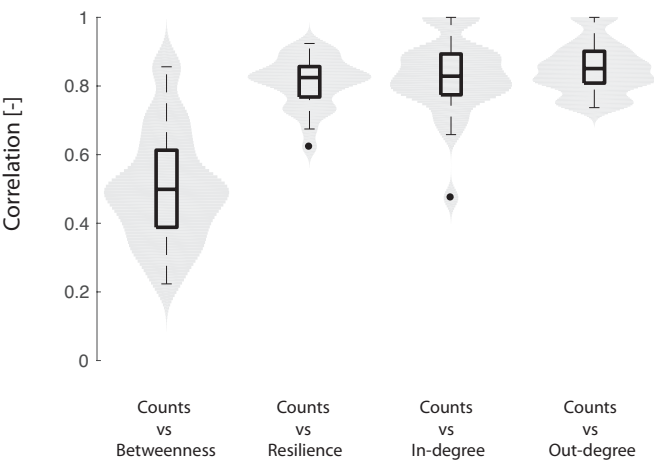 Correlation [-]
1
0.8
0.6
0.4
0.2
0
Counts
vs
Betweenness
Counts
vs
Resilience
Counts
vs
In-degree
Counts
vs
Out-degree